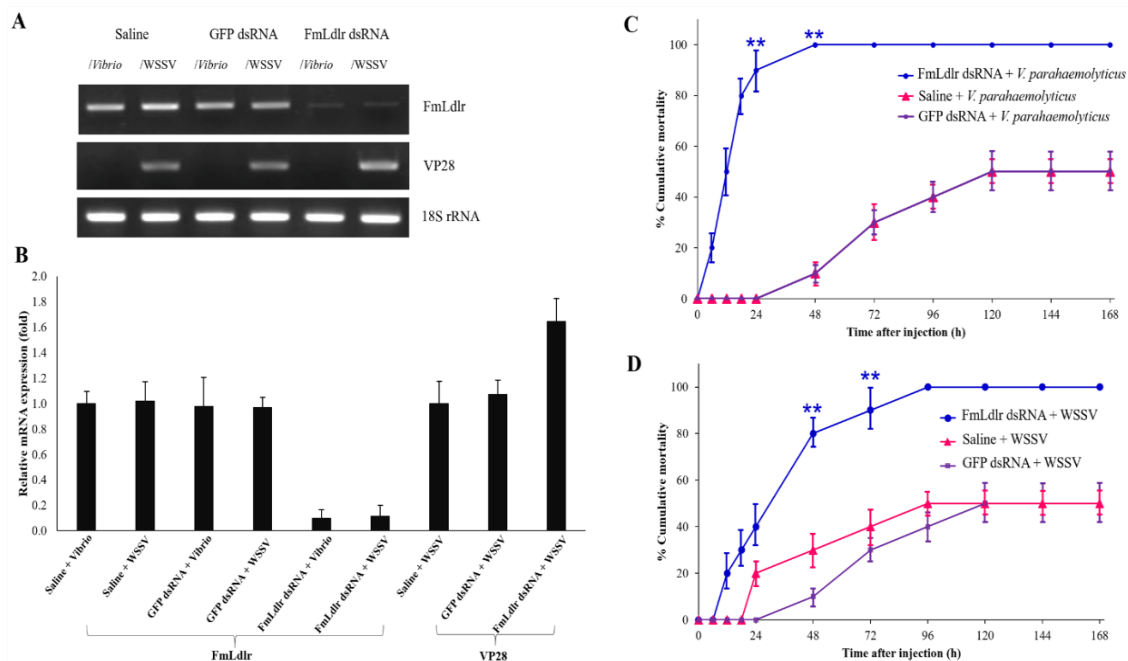 A
Saline GFP dsRNA FmLdlr dsRNA
/Vibrio /WSSV /Vibrio /WSSV /Vibrio /WSSV
FmLdlr
VP28
18S rRNA
B
Relative mRNA expression (fold)
2.0
1.8
1.6
1.4
1.2
1.0
0.8
0.6
0.4
0.2
0.0
Saline + Vibrio
Saline + WSSV
GFP dsRNA + Vibrio
GFP dsRNA + WSSV
FmLdlr dsRNA + Vibrio
FmLdlr dsRNA + WSSV
Saline + WSSV
GFP dsRNA + WSSV
FmLdlr dsRNA + WSSV
FmLdlr VP28
C
% Cumulative mortality
100
80
60
40
20
0
** **
FmLdlr dsRNA + V. parahaemolyticus
Saline + V. parahaemolyticus
GFP dsRNA + V. parahaemolyticus
0 24 48 72 96 120 144 168
Time after injection (h)
D
% Cumulative mortality
100
80
60
40
20
0
** **
FmLdlr dsRNA + WSSV
Saline + WSSV
GFP dsRNA + WSSV
0 24 48 72 96 120 144 168
Time after injection (h)